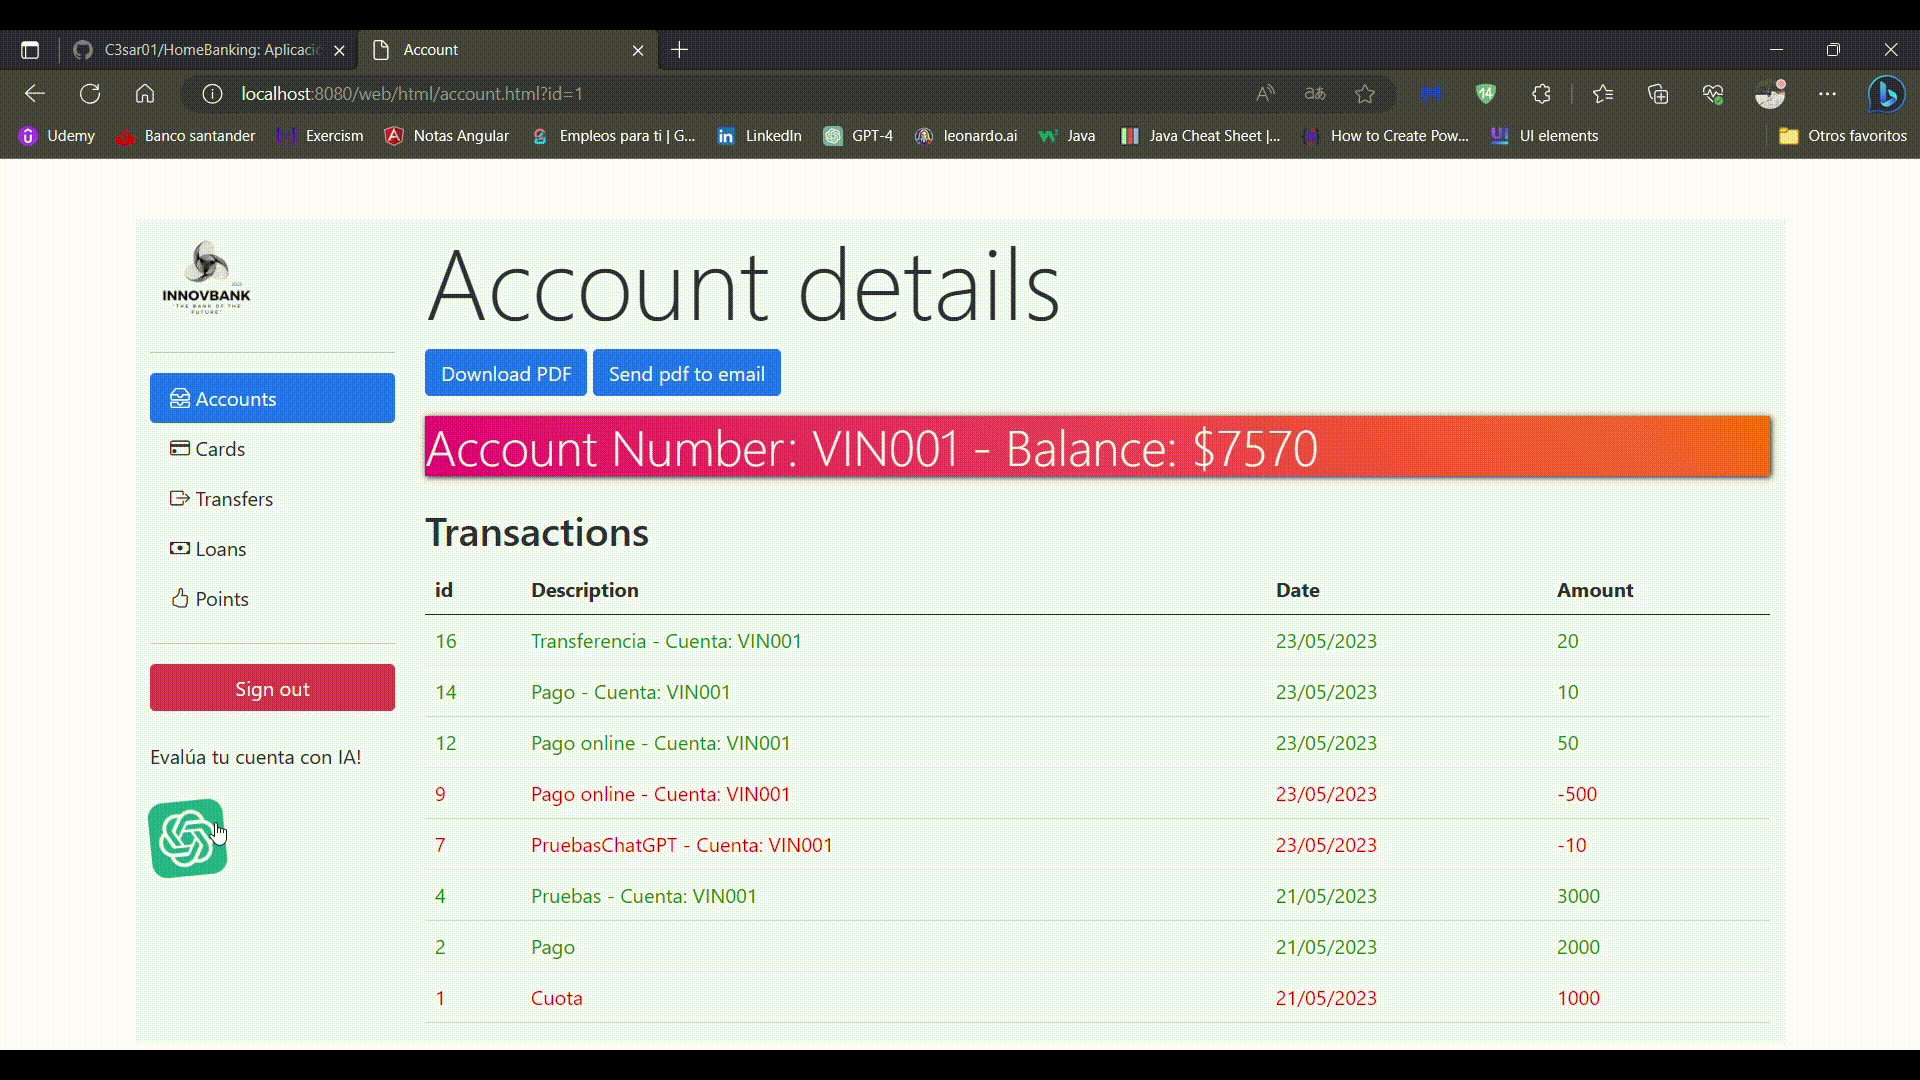 C3sar01/HomeBanking: Aplicaci
Account
localhost:8080/web/html/account.html?id=1
14
Udemy
Banco santander
Exercism
Notas Angular
Empleos para ti | G...
LinkedIn
GPT-4
leonardo.ai
Java
Java Cheat Sheet |...
How to Create Pow...
UI elements
Otros favoritos
INNOVBANK
"THE BANK OF THE
FUTURE"
Accounts
Cards
Transfers
Loans
Points
Sign out
Evalúa tu cuenta con IA!
Account details
Download PDF
Send pdf to email
Account Number: VIN001 - Balance: $7570
Transactions
id Description Date Amount
16 Transferencia - Cuenta: VIN001 23/05/2023 20
14 Pago - Cuenta: VIN001 23/05/2023 10
12 Pago online - Cuenta: VIN001 23/05/2023 50
9 Pago online - Cuenta: VIN001 23/05/2023 -500
7 PruebasChatGPT - Cuenta: VIN001 23/05/2023 -10
4 Pruebas - Cuenta: VIN001 21/05/2023 3000
2 Pago 21/05/2023 2000
1 Cuota 21/05/2023 1000